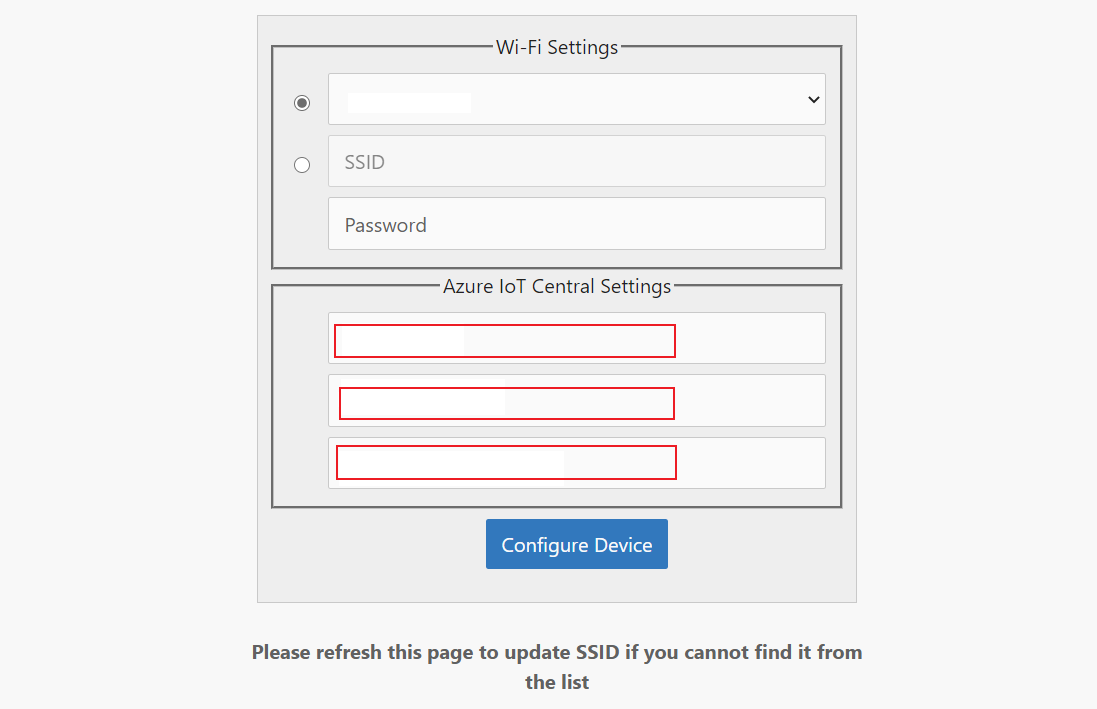 Wi-Fi Settings
SSID
Password
Azure IoT Central Settings
Configure Device
Please refresh this page to update SSID if you cannot find it from
the list